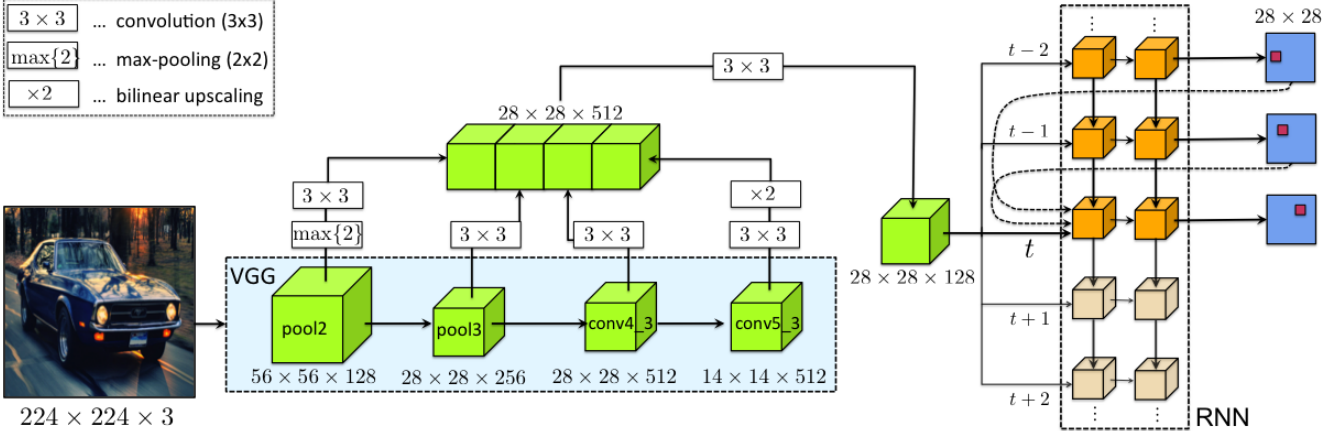 3 × 3 ... convolution (3x3)
max{2} ... max-pooling (2x2)
×2 ... bilinear upscaling
28 × 28 × 512
3 × 3
3 × 3
max{2}
3 × 3
3 × 3
×2
3 × 3
VGG
pool2
pool3
conv4_3
conv5_3
56 × 56 × 128
28 × 28 × 256
28 × 28 × 512
14 × 14 × 512
224 × 224 × 3
28 × 28 × 128
28 × 28
t − 2
t − 1
t
t + 1
t + 2
RNN